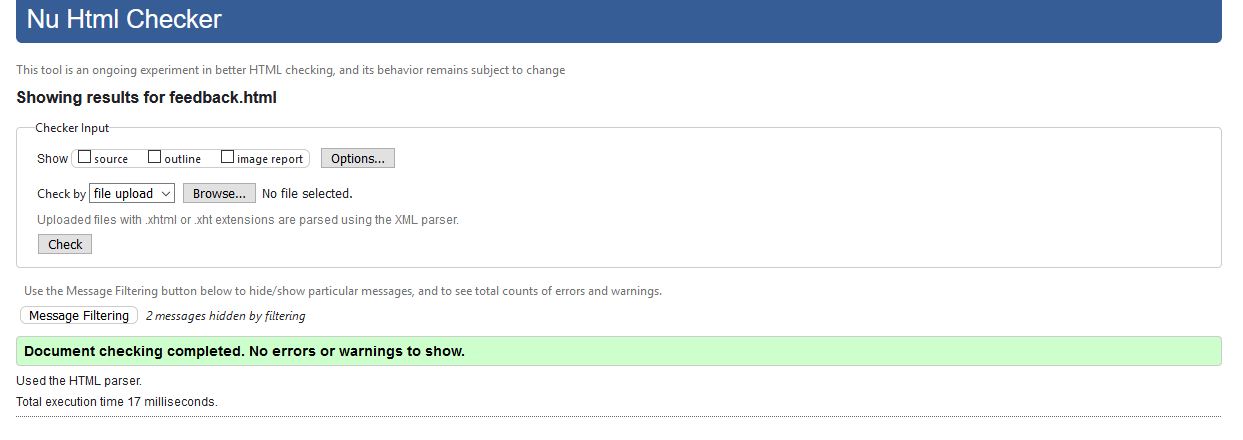 Nu Html Checker
This tool is an ongoing experiment in better HTML checking, and its behavior remains subject to change
Showing results for feedback.html
Checker Input
Show source outline image report Options...
Check by file upload Browse... No file selected.
Uploaded files with .xhtml or .xht extensions are parsed using the XML parser.
Check
Use the Message Filtering button below to hide/show particular messages, and to see total counts of errors and warnings.
Message Filtering 2 messages hidden by filtering
Document checking completed. No errors or warnings to show.
Used the HTML parser.
Total execution time 17 milliseconds.